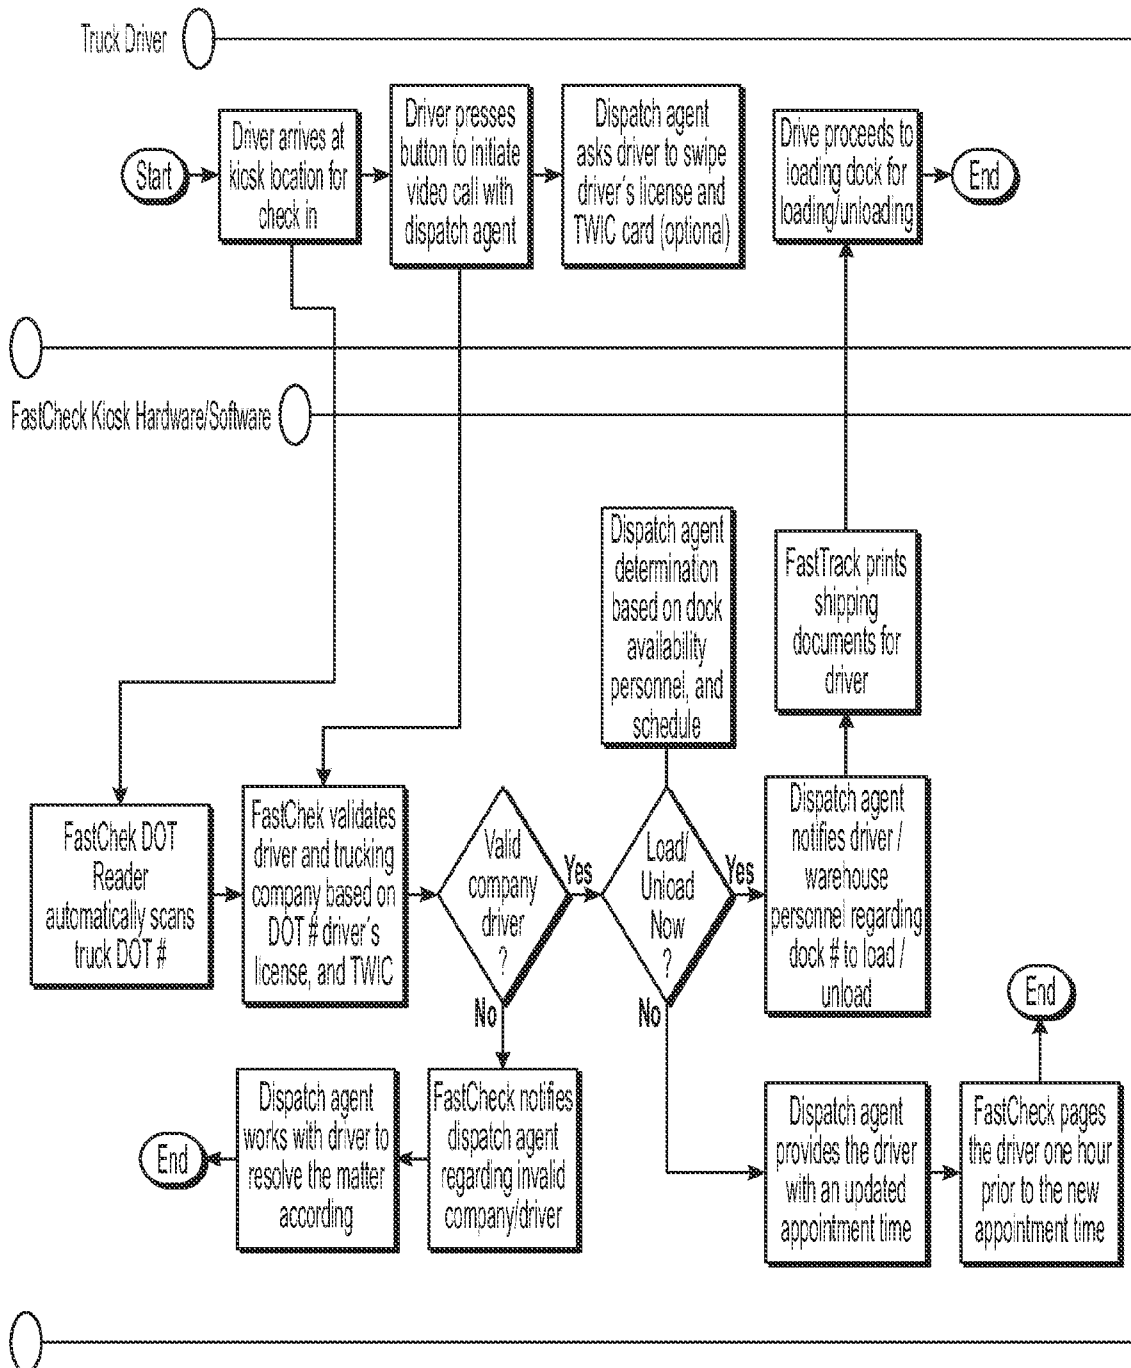 Truck Driver
Start
Driver arrives at
kiosk location for
check in
Driver presses
button to initiate
video call with
dispatch agent
Dispatch agent
asks driver to swipe
driver's license and
TWIC card (optional)
Drive proceeds to
loading dock for
loading/unloading
End
FastCheck Kiosk Hardware/Software
Dispatch agent
determination
based on dock
availability
personnel, and
schedule
FastTrack prints
shipping
documents for
driver
FastChek DOT
Reader
automatically scans
truck DOT #
FastChek validates
driver and trucking
company based on
DOT # driver's
license, and TWIC
Valid
company
driver
?
Yes
No
Load/
Unload
Now
?
Yes
No
Dispatch agent
notifies driver /
warehouse
personnel regarding
dock # to load /
unload
End
End
Dispatch agent
works with driver to
resolve the matter
according
FastCheck notifies
dispatch agent
regarding invalid
company/driver
Dispatch agent
provides the driver
with an updated
appointment time
FastCheck pages
the driver one hour
prior to the new
appointment time